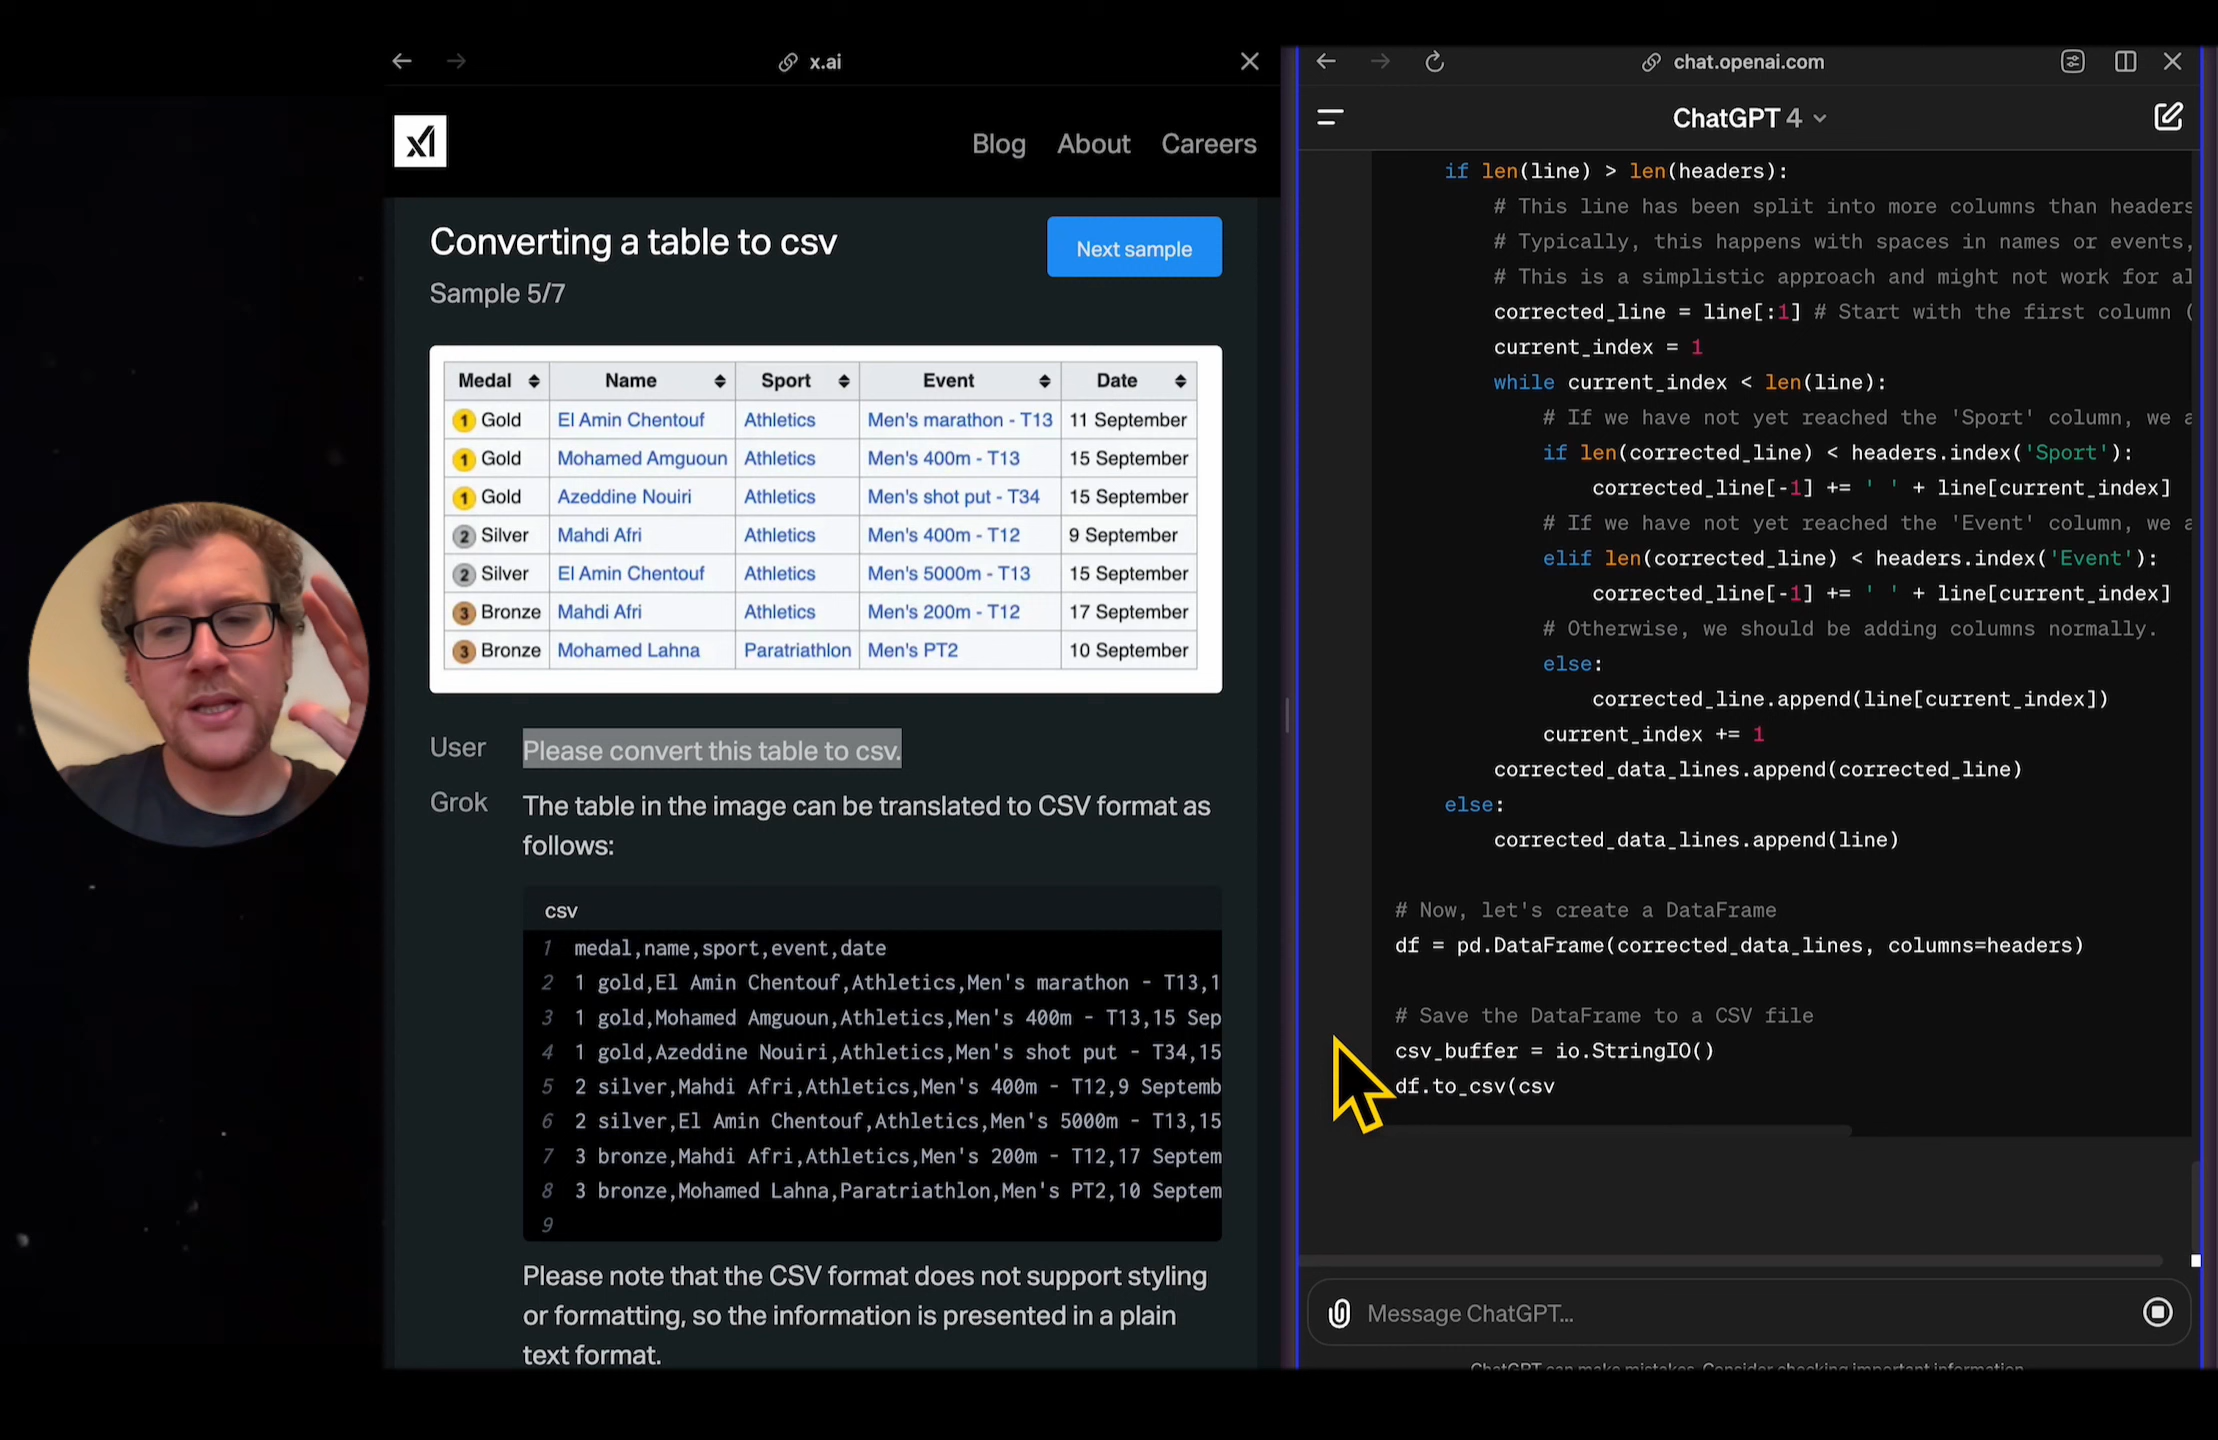 x.ai
xI
Blog About Careers
Converting a table to csv
Next sample
Sample 5/7
Medal Name Sport Event Date
1 Gold El Amin Chentouf Athletics Men's marathon - T13 11 September
1 Gold Mohamed Amguoun Athletics Men's 400m - T13 15 September
1 Gold Azeddine Nouiri Athletics Men's shot put - T34 15 September
2 Silver Mahdi Afri Athletics Men's 400m - T12 9 September
2 Silver El Amin Chentouf Athletics Men's 5000m - T13 15 September
3 Bronze Mahdi Afri Athletics Men's 200m - T12 17 September
3 Bronze Mohamed Lahna Paratriathlon Men's PT2 10 September
User Please convert this table to csv.
Grok The table in the image can be translated to CSV format as
follows:
csv
1 medal,name,sport,event,date
2 1 gold,El Amin Chentouf,Athletics,Men's marathon - T13,1
3 1 gold,Mohamed Amguoun,Athletics,Men's 400m - T13,15 Sep
4 1 gold,Azeddine Nouiri,Athletics,Men's shot put - T34,15
5 2 silver,Mahdi Afri,Athletics,Men's 400m - T12,9 Septemb
6 2 silver,El Amin Chentouf,Athletics,Men's 5000m - T13,15
7 3 bronze,Mahdi Afri,Athletics,Men's 200m - T12,17 Septem
8 3 bronze,Mohamed Lahna,Paratriathlon,Men's PT2,10 Septem
9
Please note that the CSV format does not support styling
or formatting, so the information is presented in a plain
text format.
chat.openai.com
ChatGPT 4
if len(line) > len(headers):
# This line has been split into more columns than headers
# Typically, this happens with spaces in names or events,
# This is a simplistic approach and might not work for al
corrected_line = line[:1] # Start with the first column (
current_index = 1
while current_index < len(line):
# If we have not yet reached the 'Sport' column, we a
if len(corrected_line) < headers.index('Sport'):
corrected_line[-1] += ' ' + line[current_index]
# If we have not yet reached the 'Event' column, we a
elif len(corrected_line) < headers.index('Event'):
corrected_line[-1] += ' ' + line[current_index]
# Otherwise, we should be adding columns normally.
else:
corrected_line.append(line[current_index])
current_index += 1
corrected_data_lines.append(corrected_line)
else:
corrected_data_lines.append(line)
# Now, let's create a DataFrame
df = pd.DataFrame(corrected_data_lines, columns=headers)
# Save the DataFrame to a CSV file
csv_buffer = io.StringIO()
df.to_csv(csv
Message ChatGPT...
ChatGPT can make mistakes. Consider checking important information.